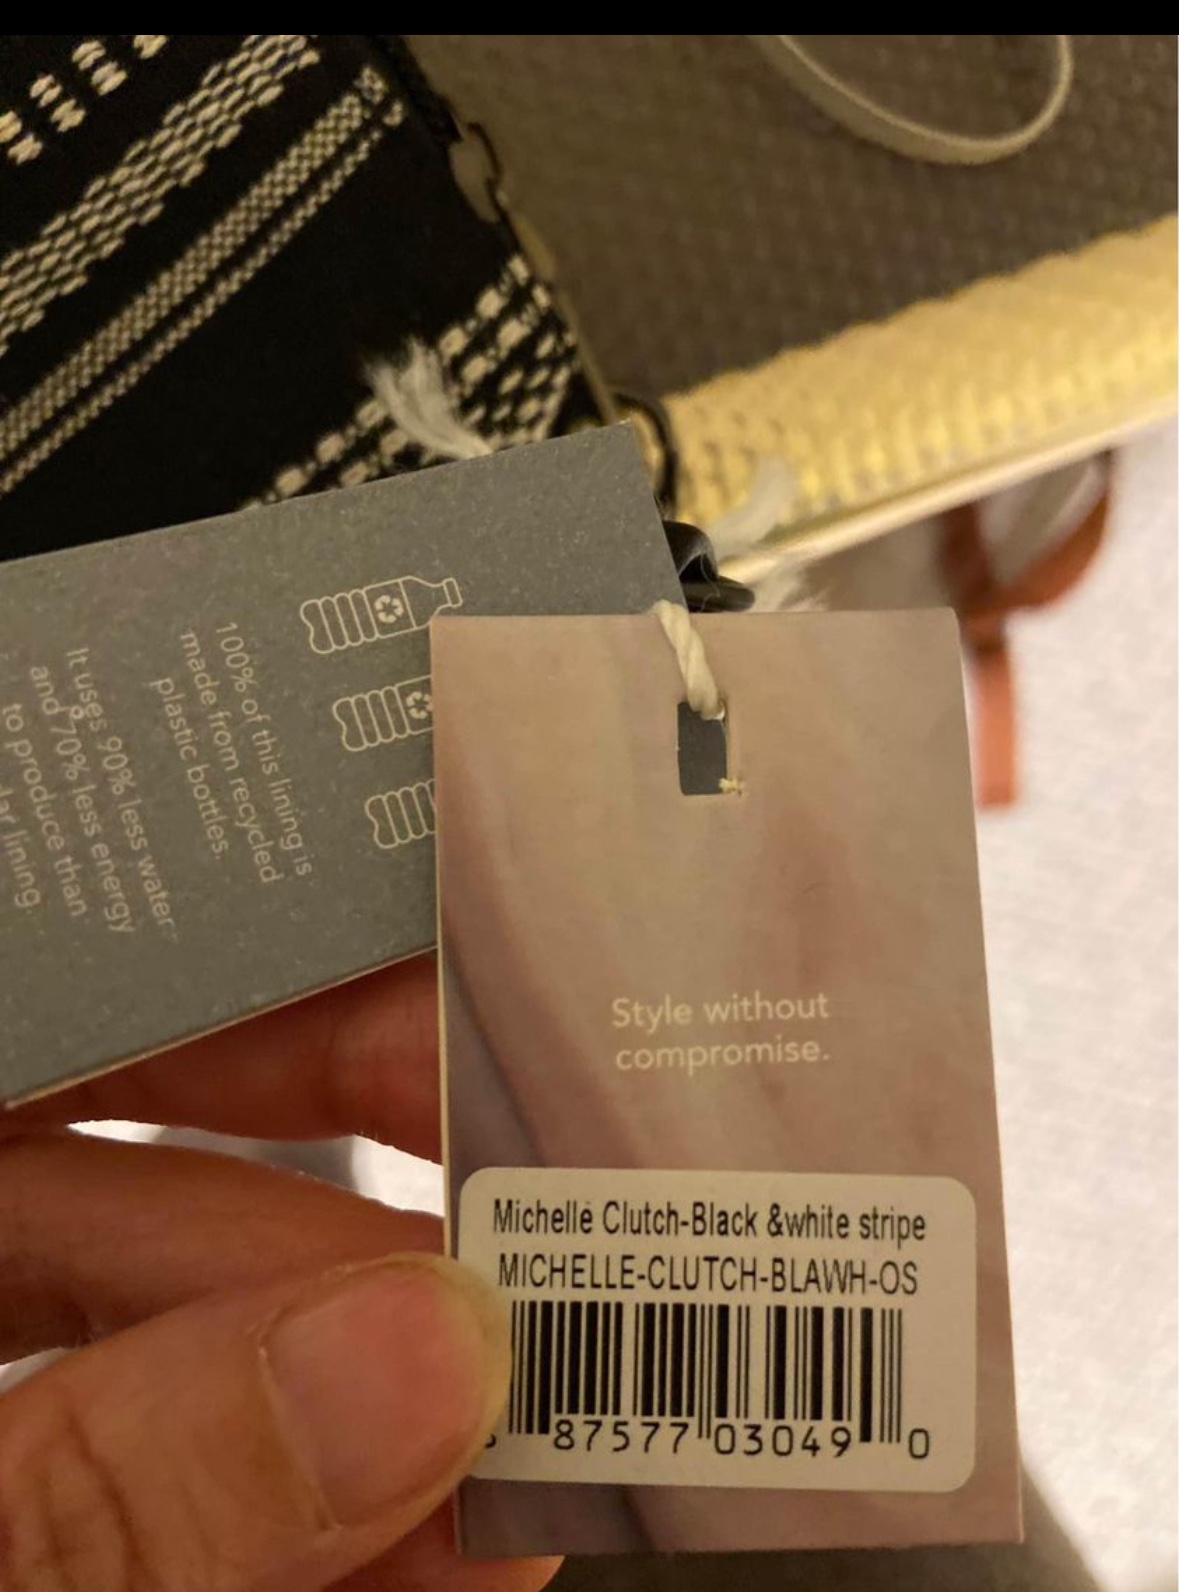 100% of this lining is
made from recycled
plastic bottles.
It uses 90% less water
and 70% less energy
to produce than
lining.
Style without
compromise.
Michelle Clutch-Black &white stripe
MICHELLE-CLUTCH-BLAWH-OS
87577 03049 0